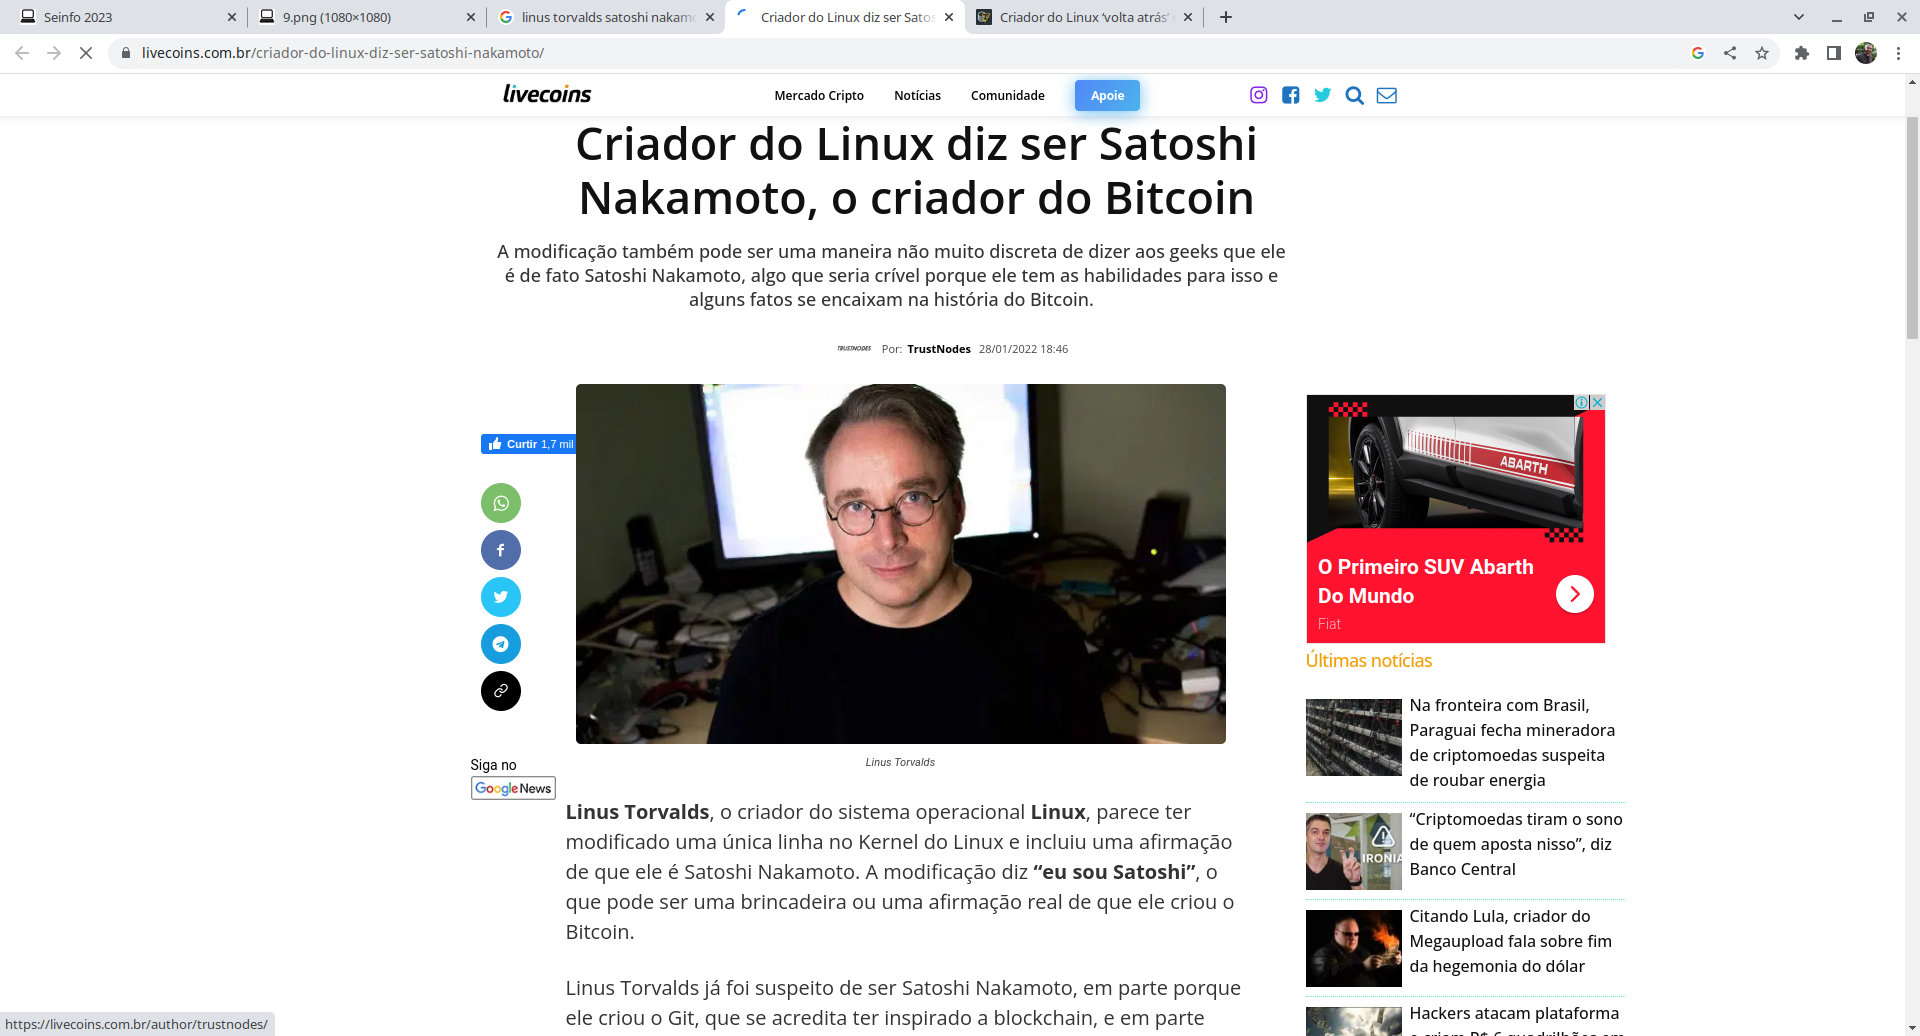 Seinfo 2023
9.png (1080×1080)
linus torvalds satoshi nakam
Criador do Linux diz ser Satos
Criador do Linux ‘volta atrás’
livecoins.com.br/criador-do-linux-diz-ser-satoshi-nakamoto/
livecoins
Mercado Cripto
Notícias
Comunidade
Apoie
Criador do Linux diz ser Satoshi
Nakamoto, o criador do Bitcoin
A modificação também pode ser uma maneira não muito discreta de dizer aos geeks que ele
é de fato Satoshi Nakamoto, algo que seria crível porque ele tem as habilidades para isso e
alguns fatos se encaixam na história do Bitcoin.
TRUSTNODES
Por: TrustNodes 28/01/2022 18:46
Curtir 1,7 mil
Siga no
Google News
Linus Torvalds
Linus Torvalds, o criador do sistema operacional Linux, parece ter
modificado uma única linha no Kernel do Linux e incluiu uma afirmação
de que ele é Satoshi Nakamoto. A modificação diz “eu sou Satoshi”, o
que pode ser uma brincadeira ou uma afirmação real de que ele criou o
Bitcoin.
Linus Torvalds já foi suspeito de ser Satoshi Nakamoto, em parte porque
ele criou o Git, que se acredita ter inspirado a blockchain, e em parte
ABARTH
O Primeiro SUV Abarth
Do Mundo
Fiat
Últimas notícias
Na fronteira com Brasil,
Paraguai fecha mineradora
de criptomoedas suspeita
de roubar energia
IRONIA
“Criptomoedas tiram o sono
de quem aposta nisso”, diz
Banco Central
Citando Lula, criador do
Megaupload fala sobre fim
da hegemonia do dólar
Hackers atacam plataforma
e criam R$ 6 quadrilhões em
https://livecoins.com.br/author/trustnodes/